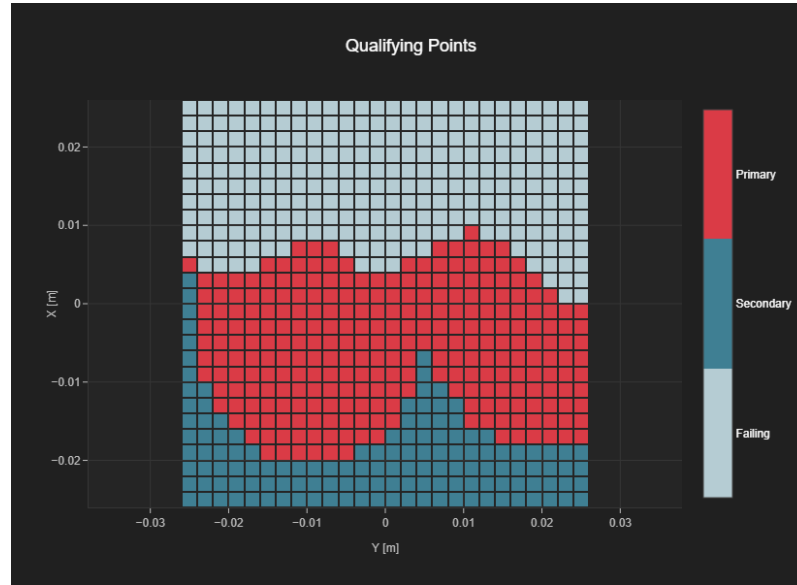 Qualifying Points
0.02
0.01
0
−0.01
−0.02
X [m]
−0.03
−0.02
−0.01
0
0.01
0.02
0.03
Y [m]
Primary
Secondary
Failing